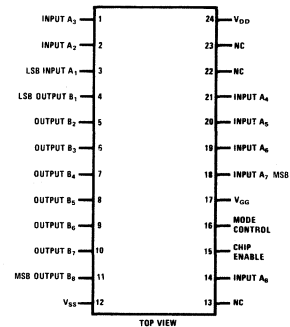 INPUT A3 1 24 VDD
INPUT A2 2 23 NC
LSB INPUT A1 3 22 NC
LSB OUTPUT B1 4 21 INPUT A4
OUTPUT B2 5 20 INPUT A5
OUTPUT B3 6 19 INPUT A6
OUTPUT B4 7 18 INPUT A7 MSB
OUTPUT B5 8 17 VGG
OUTPUT B6 9 16 MODE CONTROL
OUTPUT B7 10 15 CHIP ENABLE
MSB OUTPUT B8 11 14 INPUT A8
VSS 12 13 NC
TOP VIEW